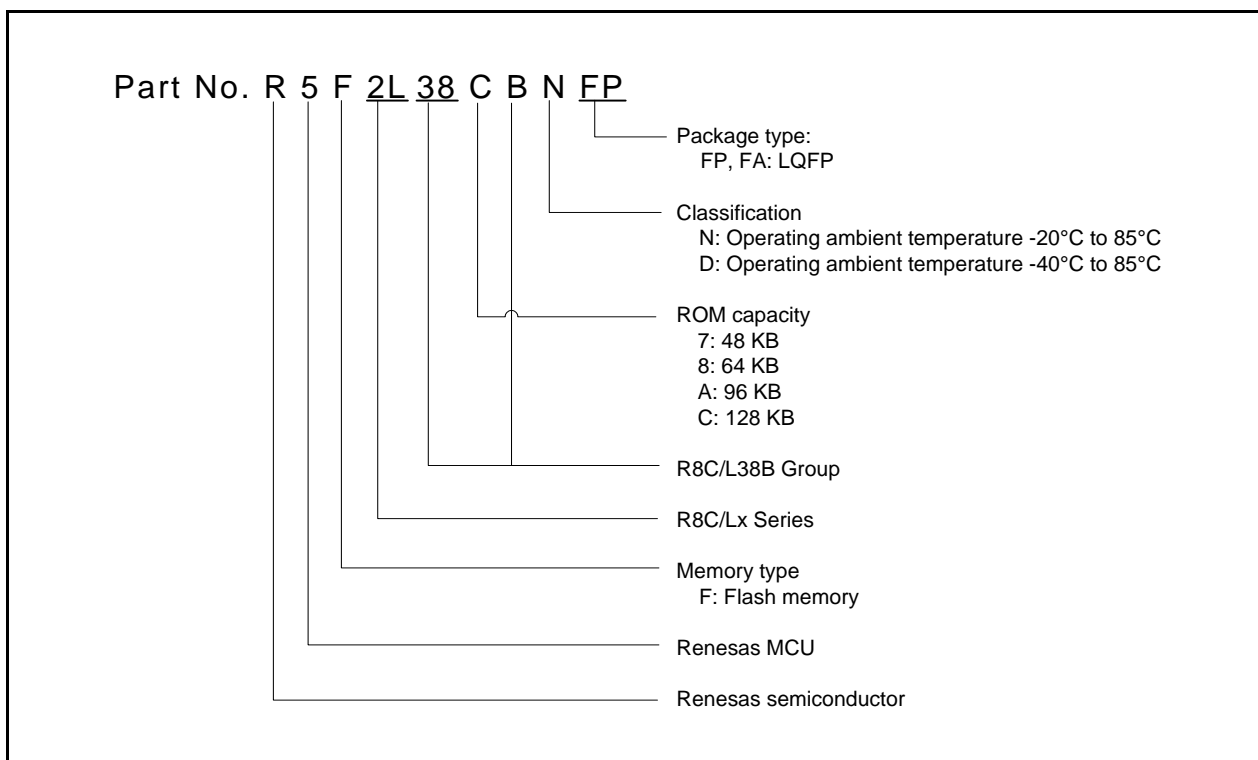 Part No. R 5 F 2L 38 C B N FP
Package type:
FP, FA: LQFP
Classification
N: Operating ambient temperature -20°C to 85°C
D: Operating ambient temperature -40°C to 85°C
ROM capacity
7: 48 KB
8: 64 KB
A: 96 KB
C: 128 KB
R8C/L38B Group
R8C/Lx Series
Memory type
F: Flash memory
Renesas MCU
Renesas semiconductor